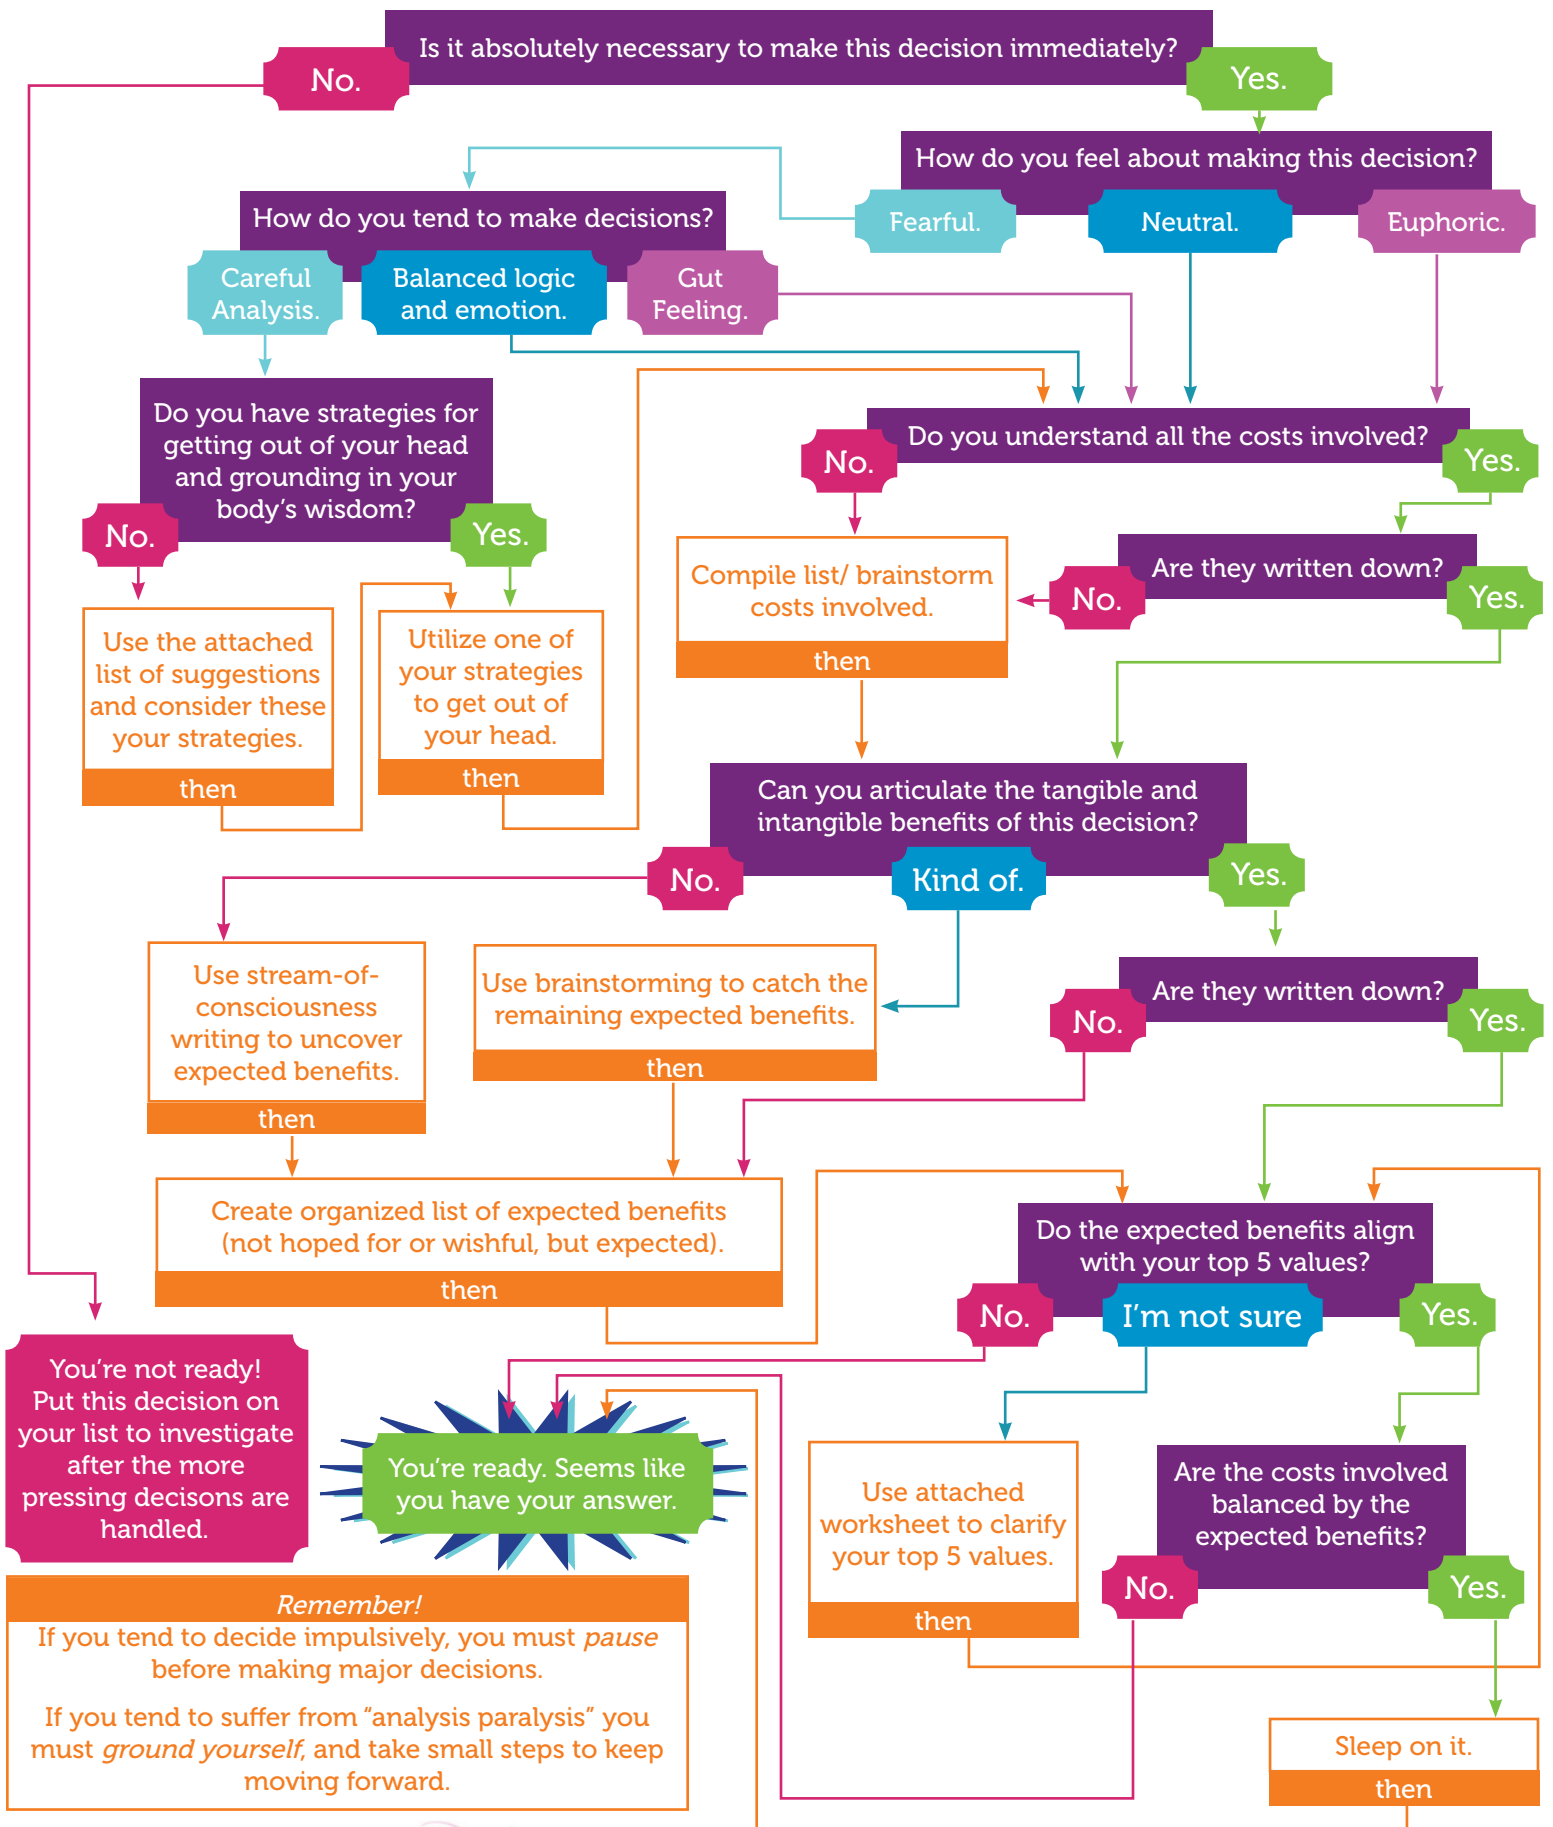 Is it absolutely necessary to make this decision immediately?
No.
Yes.
How do you feel about making this decision?
Fearful.
Neutral.
Euphoric.
How do you tend to make decisions?
Careful
Analysis.
Balanced logic
and emotion.
Gut
Feeling.
Do you have strategies for
getting out of your head
and grounding in your
body's wisdom?
No.
Yes.
Use the attached
list of suggestions
and consider these
your strategies.
then
Utilize one of
your strategies
to get out of
your head.
then
Do you understand all the costs involved?
No.
Yes.
Compile list/ brainstorm
costs involved.
then
Are they written down?
No.
Yes.
Can you articulate the tangible and
intangible benefits of this decision?
No.
Kind of.
Yes.
Use stream-of-
consciousness
writing to uncover
expected benefits.
then
Use brainstorming to catch the
remaining expected benefits.
then
Are they written down?
No.
Yes.
Create organized list of expected benefits
(not hoped for or wishful, but expected).
then
Do the expected benefits align
with your top 5 values?
No.
I'm not sure
Yes.
You're not ready!
Put this decision on
your list to investigate
after the more
pressing decisons are
handled.
You're ready. Seems like
you have your answer.
Use attached
worksheet to clarify
your top 5 values.
then
Are the costs involved
balanced by the
expected benefits?
No.
Yes.
Remember!
If you tend to decide impulsively, you must pause
before making major decisions.
If you tend to suffer from "analysis paralysis" you
must ground yourself, and take small steps to keep
moving forward.
Sleep on it.
then